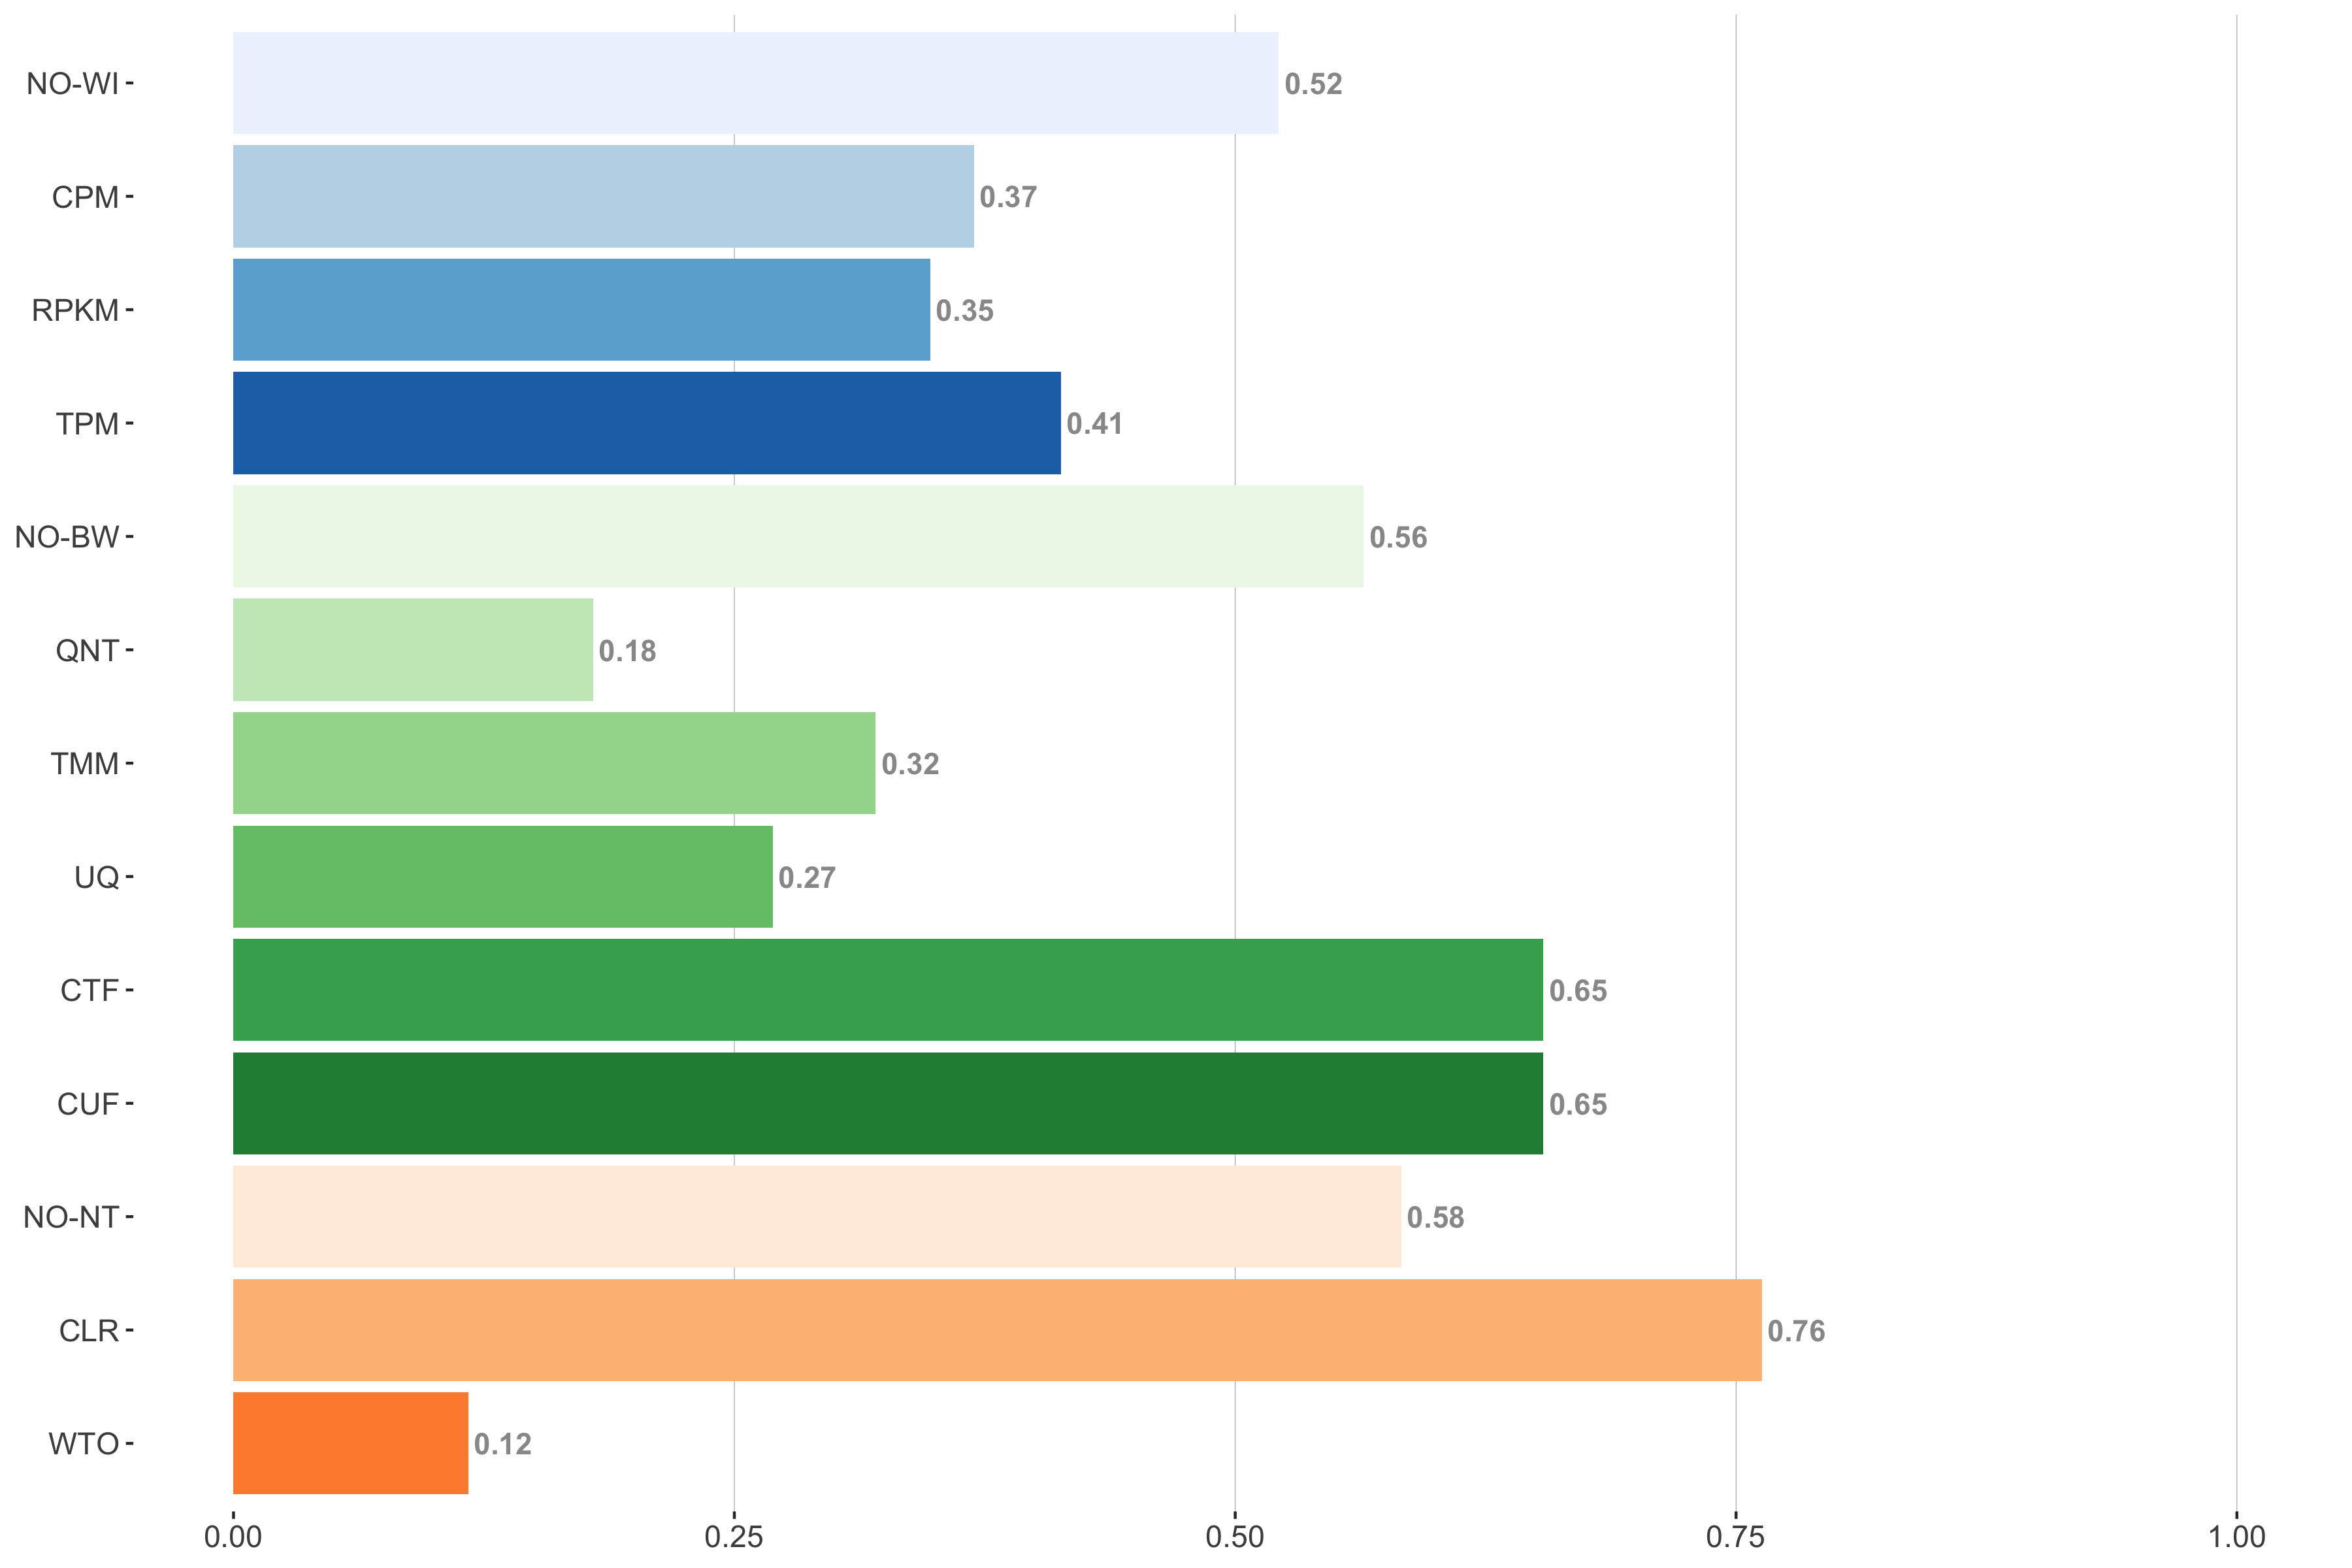 NO-WI 0.52
CPM 0.37
RPKM 0.35
TPM 0.41
NO-BW 0.56
QNT 0.18
TMM 0.32
UQ 0.27
CTF 0.65
CUF 0.65
NO-NT 0.58
CLR 0.76
WTO 0.12
0.00 0.25 0.50 0.75 1.00